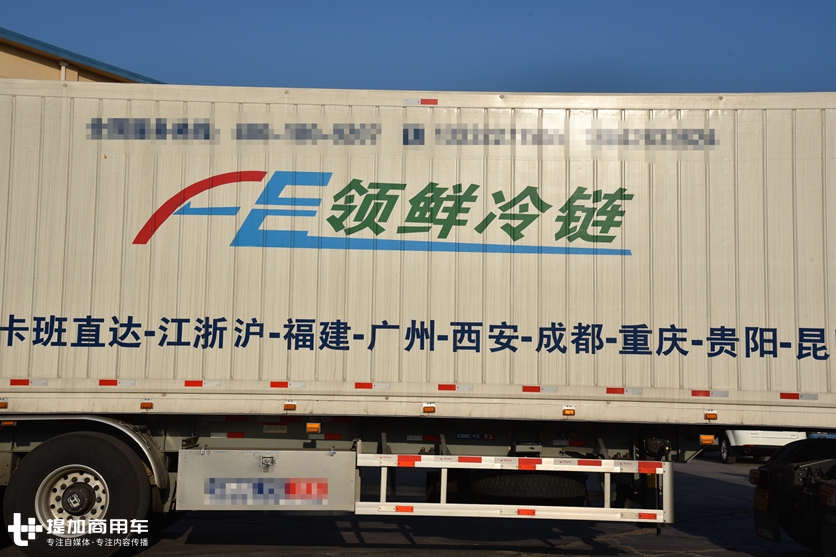 领鲜冷链
卡班直达-江浙沪-福建-广州-西安-成都-重庆-贵阳-昆
提加商用车
专注自媒体·专注内容传播